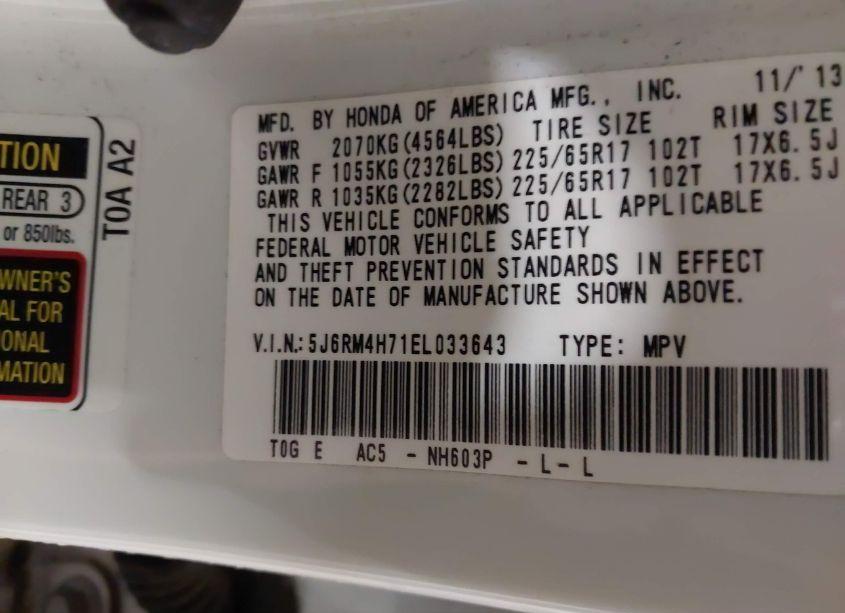 TION
REAR 3
or 850lbs.
WNER'S
AL FOR
ONAL
MATION
T0A A2
MFD. BY HONDA OF AMERICA MFG., INC. 11/'13
GVWR 2070KG(4564LBS) TIRE SIZE RIM SIZE
GAWR F 1055KG(2326LBS) 225/65R17 102T 17X6.5J
GAWR R 1035KG(2282LBS) 225/65R17 102T 17X6.5J
THIS VEHICLE CONFORMS TO ALL APPLICABLE
FEDERAL MOTOR VEHICLE SAFETY
AND THEFT PREVENTION STANDARDS IN EFFECT
ON THE DATE OF MANUFACTURE SHOWN ABOVE.
V.I.N.:5J6RM4H71EL033643 TYPE: MPV
T0G E AC5 - NH603P - L- L